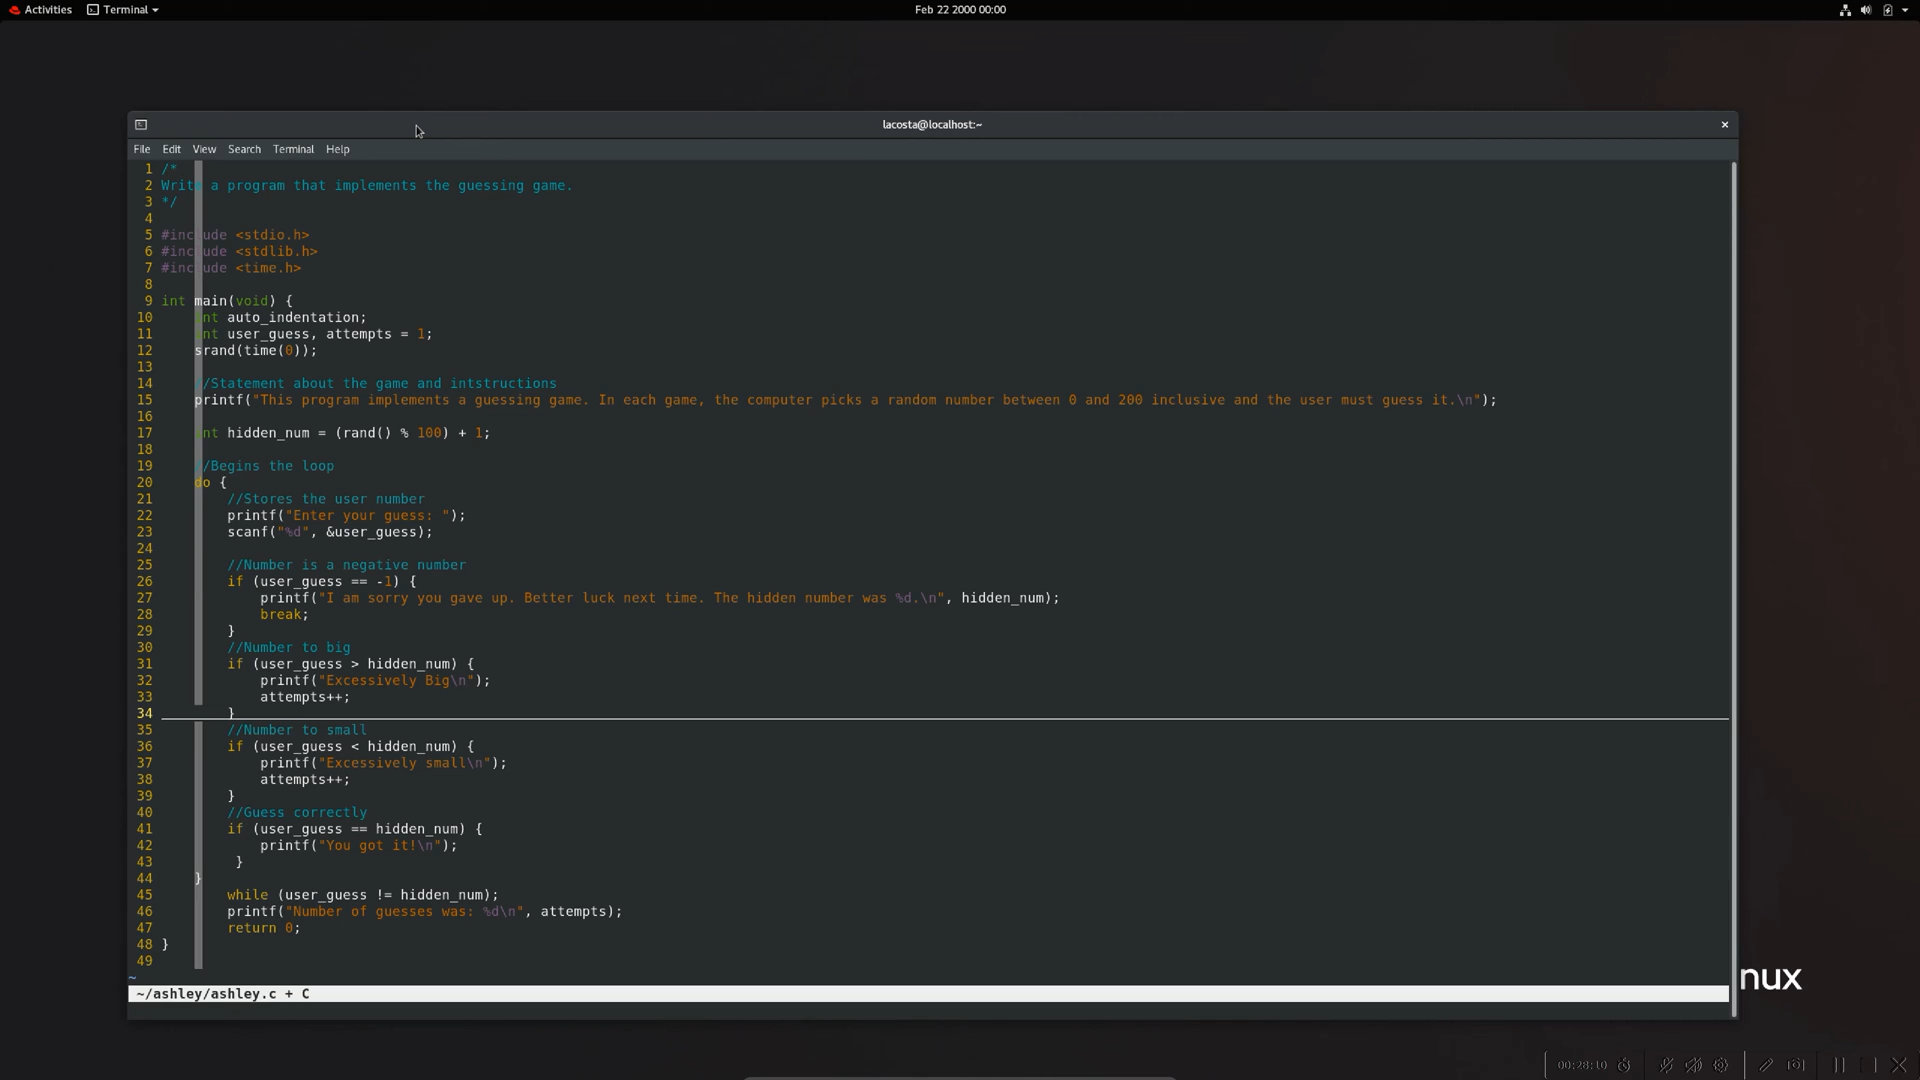 Activities Terminal Feb 22 2000 00:00
lacosta@localhost:~
File Edit View Search Terminal Help
1 /*
2 Write a program that implements the guessing game.
3 */
4
5 #include <stdio.h>
6 #include <stdlib.h>
7 #include <time.h>
8
9 int main(void) {
10     int auto_indentation;
11     int user_guess, attempts = 1;
12     srand(time(0));
13
14     //Statement about the game and intstructions
15     printf("This program implements a guessing game. In each game, the computer picks a random number between 0 and 200 inclusive and the user must guess it.\n");
16
17     int hidden_num = (rand() % 100) + 1;
18
19     //Begins the loop
20     do {
21         //Stores the user number
22         printf("Enter your guess: ");
23         scanf("%d", &user_guess);
24
25         //Number is a negative number
26         if (user_guess == -1) {
27             printf("I am sorry you gave up. Better luck next time. The hidden number was %d.\n", hidden_num);
28             break;
29         }
30         //Number to big
31         if (user_guess > hidden_num) {
32             printf("Excessively Big\n");
33             attempts++;
34         }
35         //Number to small
36         if (user_guess < hidden_num) {
37             printf("Excessively small\n");
38             attempts++;
39         }
40         //Guess correctly
41         if (user_guess == hidden_num) {
42             printf("You got it!\n");
43          }
44     }
45         while (user_guess != hidden_num);
46         printf("Number of guesses was: %d\n", attempts);
47         return 0;
48 }
49
~
~/ashley/ashley.c + C
nux
00:28:10